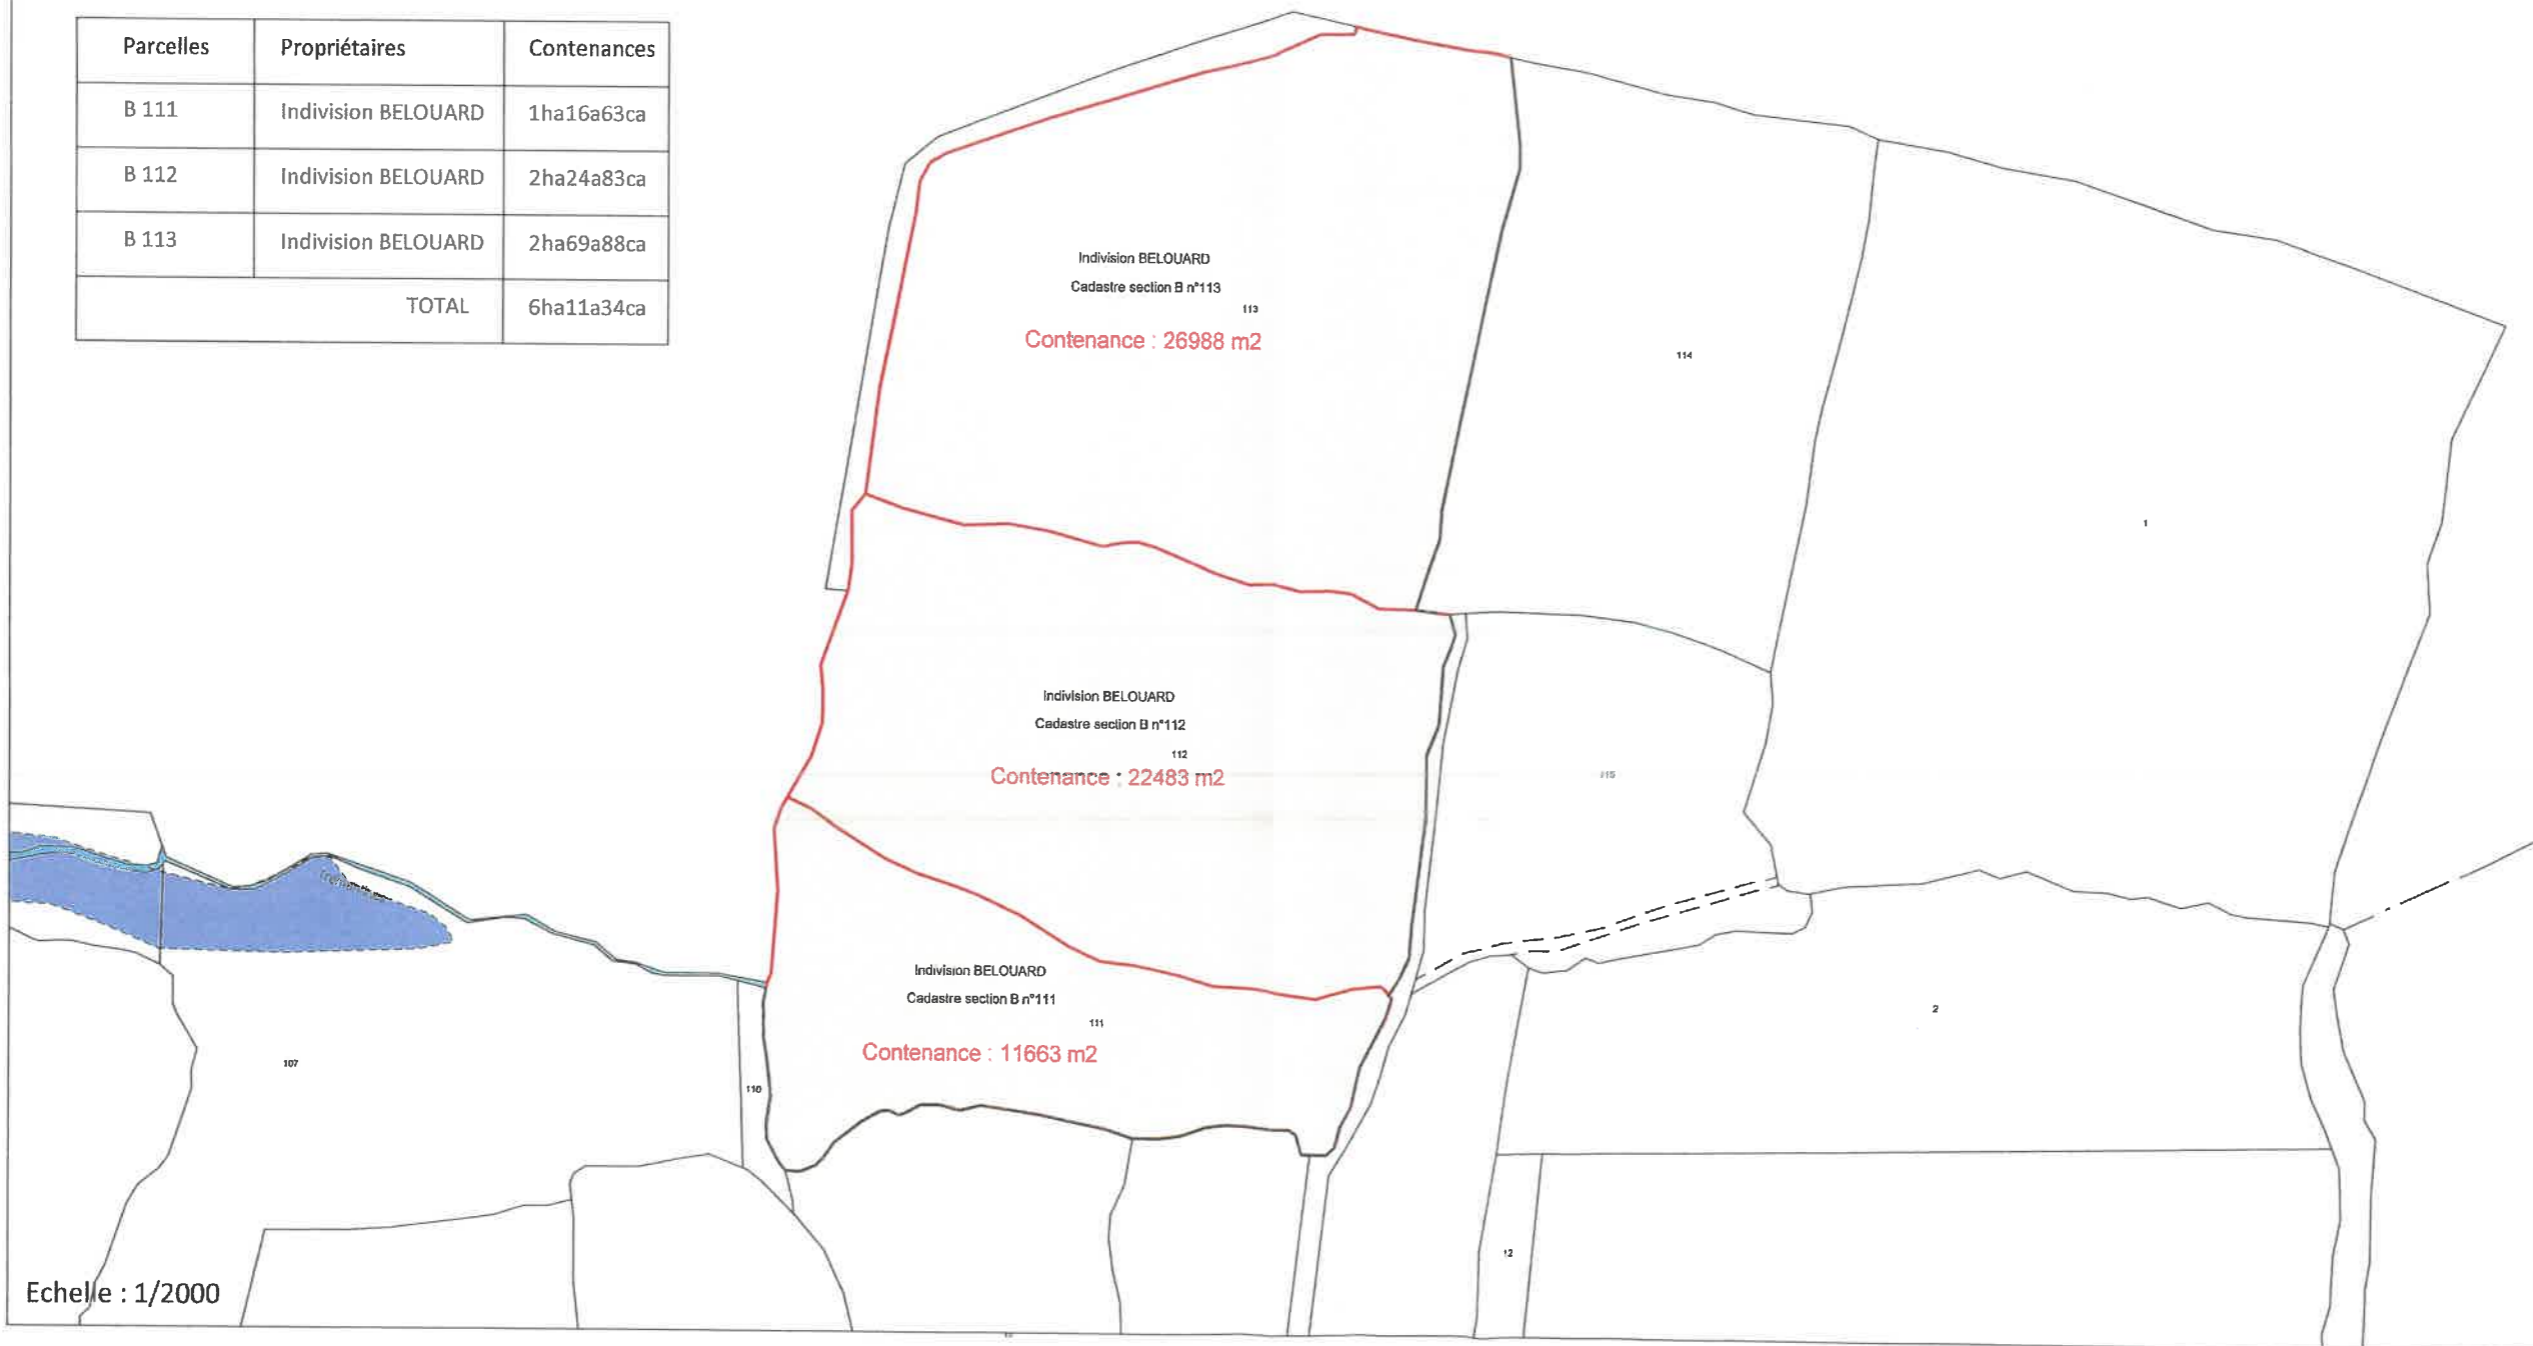 Parcelles Propriétaires Contenances
B 111 Indivision BELOUARD 1ha16a63ca
B 112 Indivision BELOUARD 2ha24a83ca
B 113 Indivision BELOUARD 2ha69a88ca
TOTAL 6ha11a34ca
Indivision BELOUARD
Cadastre section B n°113
113
Contenance : 26988 m2
114
1
Indivision BELOUARD
Cadastre section B n°112
112
Contenance : 22483 m2
115
Indivision BELOUARD
Cadastre section B n°111
111
Contenance : 11663 m2
107
110
2
12
Echelle : 1/2000